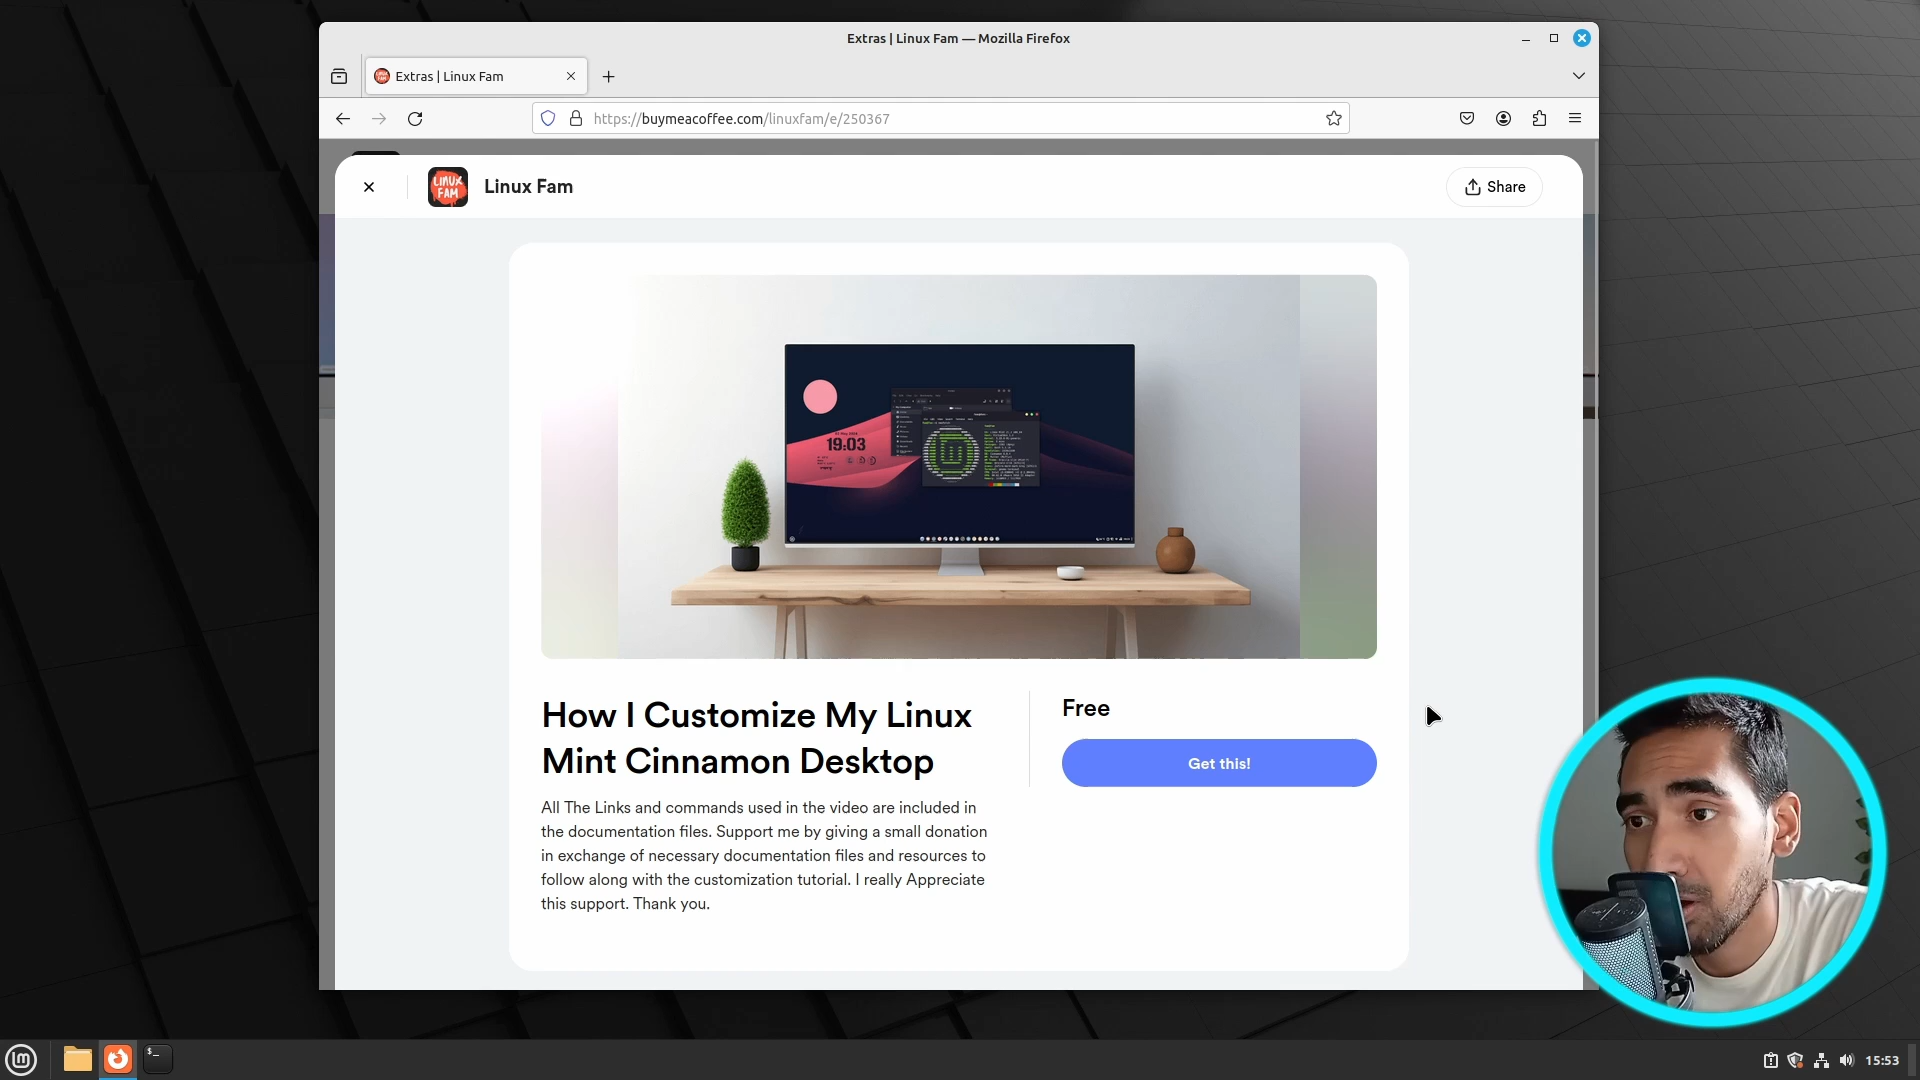 Extras | Linux Fam — Mozilla Firefox
Extras | Linux Fam
https://buymeacoffee.com/linuxfam/e/250367
LINUX
FAM
Linux Fam
Share
19:03
How I Customize My Linux
Mint Cinnamon Desktop
Free
Get this!
All The Links and commands used in the video are included in
the documentation files. Support me by giving a small donation
in exchange of necessary documentation files and resources to
follow along with the customization tutorial. I really Appreciate
this support. Thank you.
15:53